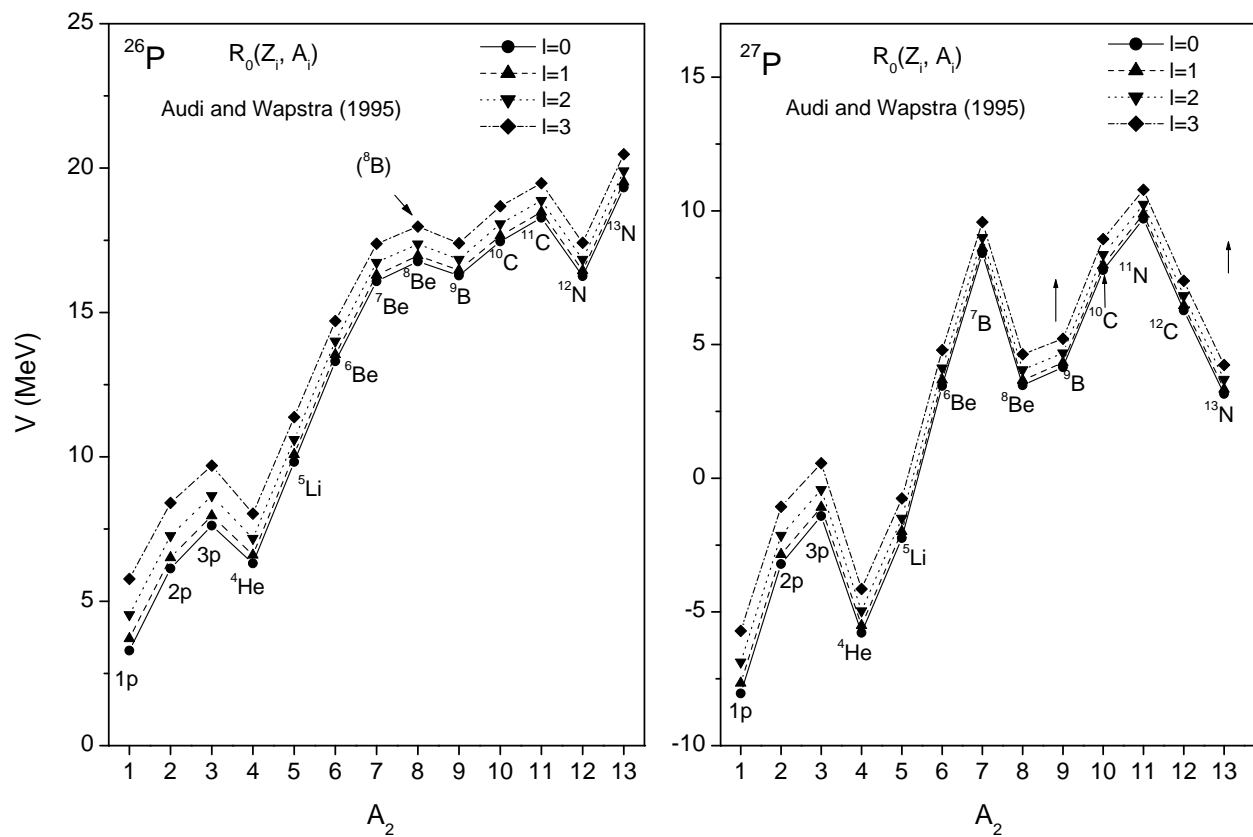 V (MeV)
25
20
15
10
5
0
²⁶P
R₀(Zᵢ, Aᵢ)
Audi and Wapstra (1995)
l=0
l=1
l=2
l=3
(⁸B)
1p
2p
3p
⁴He
⁵Li
⁶Be
⁷Be
⁸Be
⁹B
¹⁰C
¹¹C
¹²N
¹³N
1 2 3 4 5 6 7 8 9 10 11 12 13
A₂
15
10
5
0
-5
-10
²⁷P
R₀(Zᵢ, Aᵢ)
Audi and Wapstra (1995)
l=0
l=1
l=2
l=3
1p
2p
3p
⁴He
⁵Li
⁶Be
⁷B
⁸Be
⁹B
¹⁰C
¹¹N
¹²C
¹³N
1 2 3 4 5 6 7 8 9 10 11 12 13
A₂